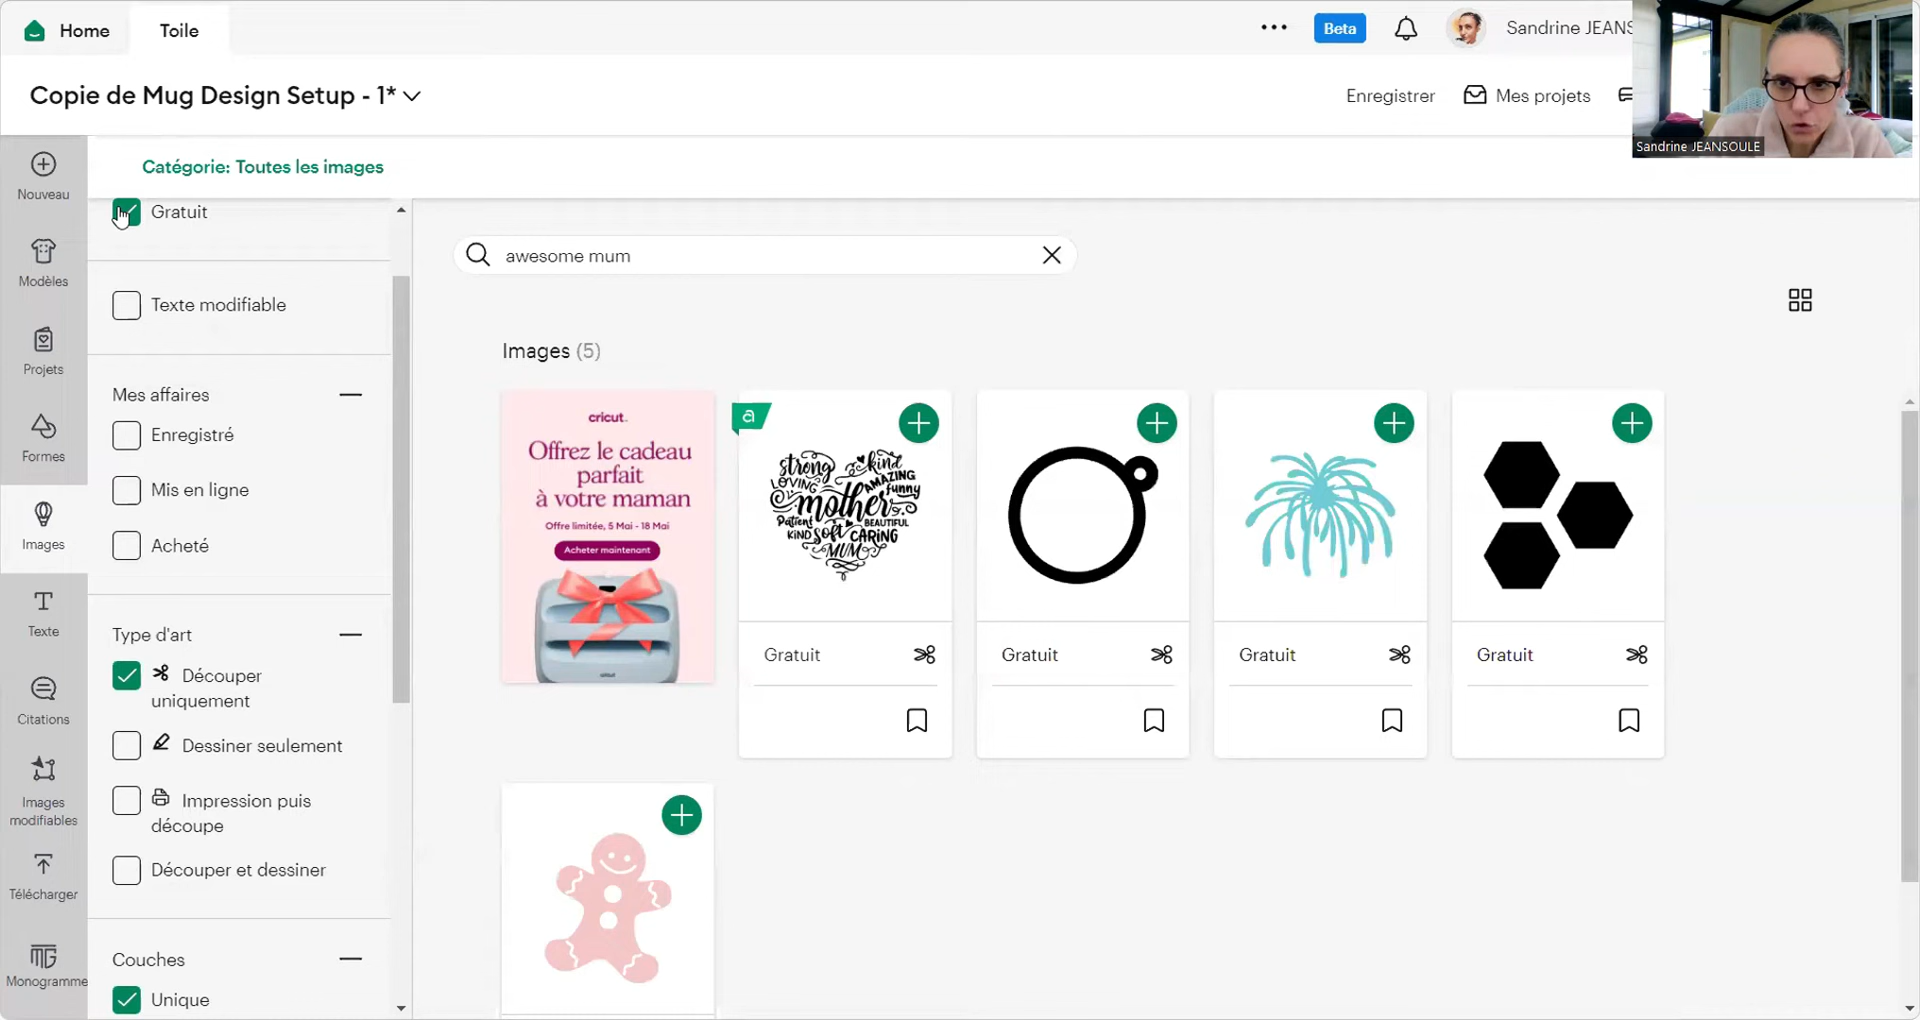 Home
Toile
Beta
Sandrine JEANS
Copie de Mug Design Setup - 1*
Enregistrer
Mes projets
Sandrine JEANSOULE
Nouveau
Modèles
Projets
Formes
Images
Texte
Citations
Images
modifiables
Télécharger
Monogramme
Catégorie: Toutes les images
Gratuit
Texte modifiable
Mes affaires
Enregistré
Mis en ligne
Acheté
Type d'art
Découper
uniquement
Dessiner seulement
Impression puis
découpe
Découper et dessiner
Couches
Unique
awesome mum
Images (5)
cricut
Offrez le cadeau
parfait
à votre maman
Offre limitée, 5 Mai - 18 Mai
Acheter maintenant
cricut
a
strong
kind
LOVING
AMAZING
funny
mother
Patient
BEAUTIFUL
KIND
soft
CARING
MUM
Gratuit
Gratuit
Gratuit
Gratuit